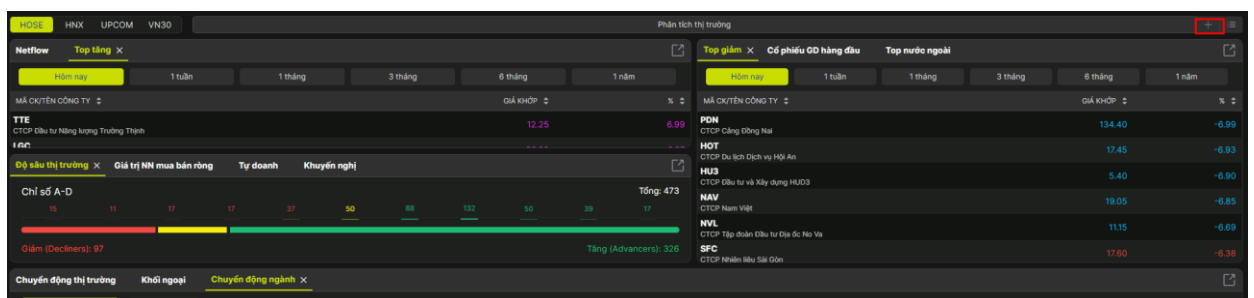 HOSE HNX UPCOM VN30 Phân tích thị trường
Netflow Top tăng
Hôm nay 1 tuần 1 tháng 3 tháng 6 tháng 1 năm
MÃ CK/TÊN CÔNG TY GIÁ KHỚP %
TTE 12.25 6.99
CTCP Đầu tư Năng lượng Trường Thịnh
LGC
Độ sâu thị trường Giá trị NN mua bán ròng Tự doanh Khuyến nghị
Chỉ số A-D Tổng: 473
15 11 17 17 37 50 88 132 50 39 17
Giảm (Decliners): 97 Tăng (Advancers): 326
Top giảm Cổ phiếu GD hàng đầu Top nước ngoài
Hôm nay 1 tuần 1 tháng 3 tháng 6 tháng 1 năm
MÃ CK/TÊN CÔNG TY GIÁ KHỚP %
PDN 134.40 -6.99
CTCP Cảng Đồng Nai
HOT 17.45 -6.93
CTCP Du lịch Dịch vụ Hội An
HU3 5.40 -6.90
CTCP Đầu tư và Xây dựng HUD3
NAV 19.05 -6.85
CTCP Nam Việt
NVL 11.15 -6.69
CTCP Tập đoàn Đầu tư Địa ốc No Va
SFC 17.60 -6.38
CTCP Nhiên liệu Sài Gòn
Chuyển động thị trường Khối ngoại Chuyển động ngành